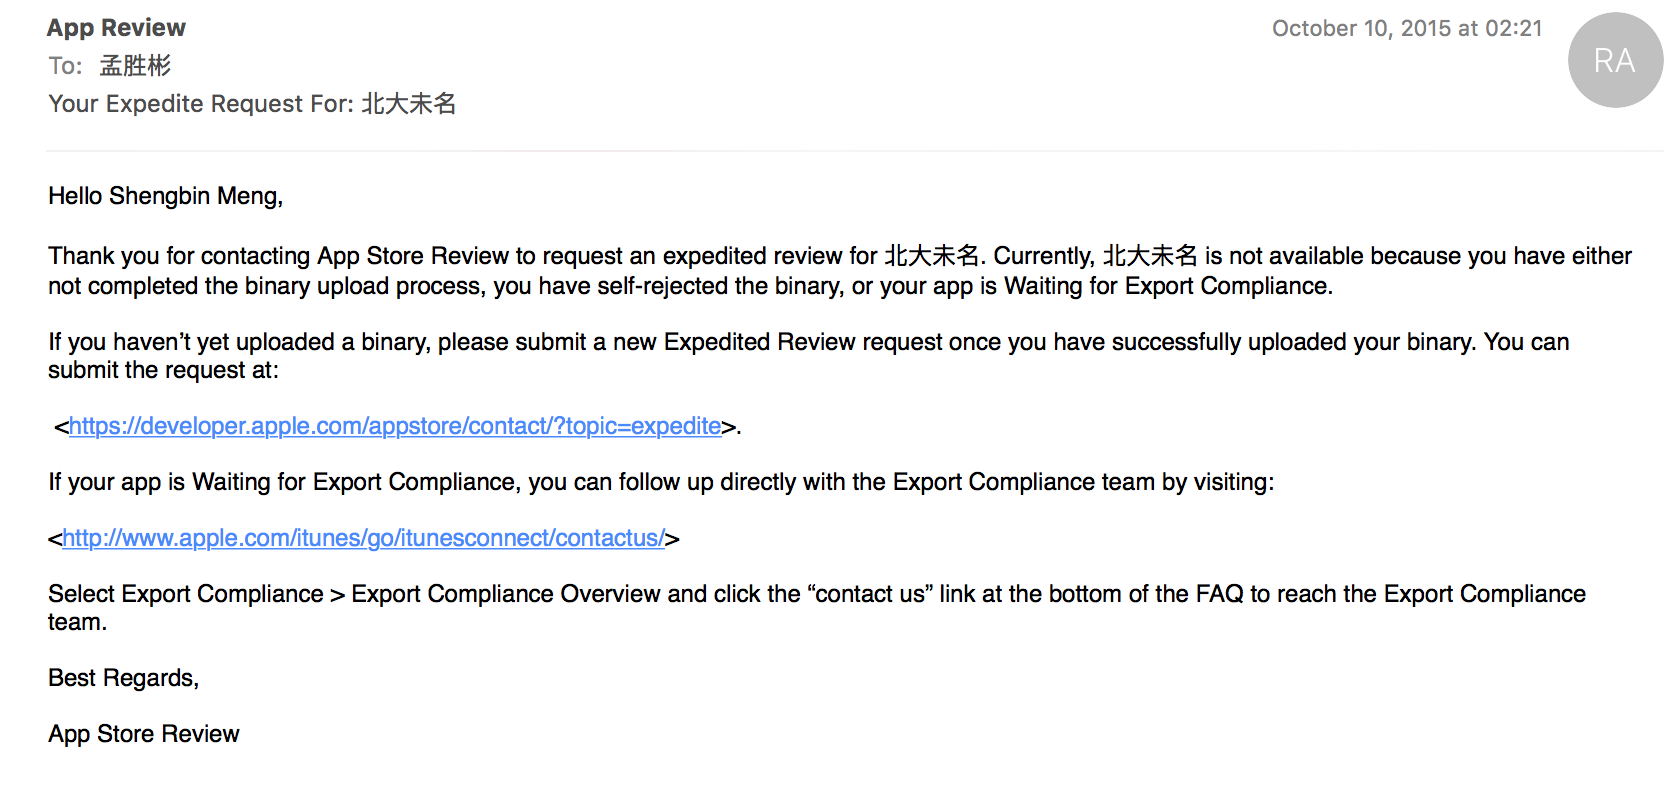 App Review
October 10, 2015 at 02:21
RA
To: 孟胜彬
Your Expedite Request For: 北大未名
Hello Shengbin Meng,
Thank you for contacting App Store Review to request an expedited review for 北大未名. Currently, 北大未名 is not available because you have either
not completed the binary upload process, you have self-rejected the binary, or your app is Waiting for Export Compliance.
If you haven’t yet uploaded a binary, please submit a new Expedited Review request once you have successfully uploaded your binary. You can
submit the request at:
<https://developer.apple.com/appstore/contact/?topic=expedite>.
If your app is Waiting for Export Compliance, you can follow up directly with the Export Compliance team by visiting:
<http://www.apple.com/itunes/go/itunesconnect/contactus/>
Select Export Compliance > Export Compliance Overview and click the “contact us” link at the bottom of the FAQ to reach the Export Compliance
team.
Best Regards,
App Store Review